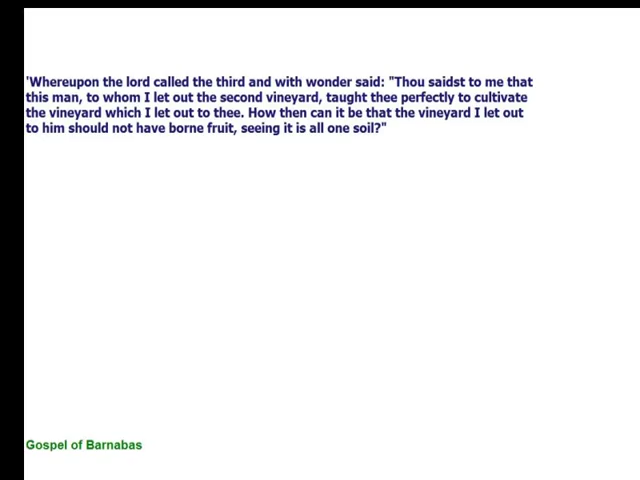 'Whereupon the lord called the third and with wonder said: "Thou saidst to me that
this man, to whom I let out the second vineyard, taught thee perfectly to cultivate
the vineyard which I let out to thee. How then can it be that the vineyard I let out
to him should not have borne fruit, seeing it is all one soil?"
Gospel of Barnabas